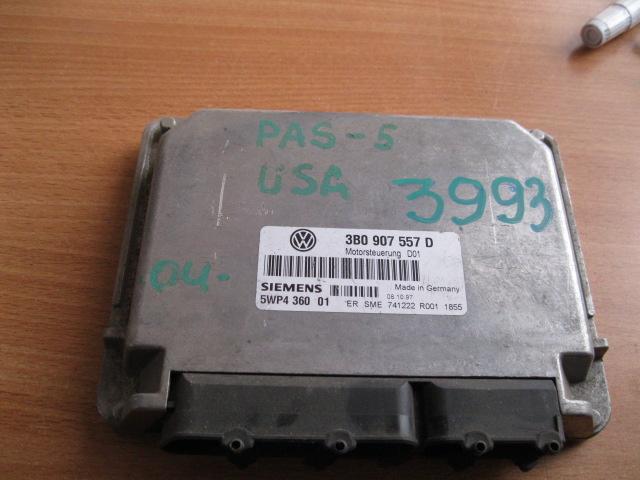 PAS-5
USA
3993
04-
3B0 907 557 D
Motorsteuerung D01
SIEMENS
Made in Germany
5WP4 360 01
08.10.97
ER SME 741222 R001 1855